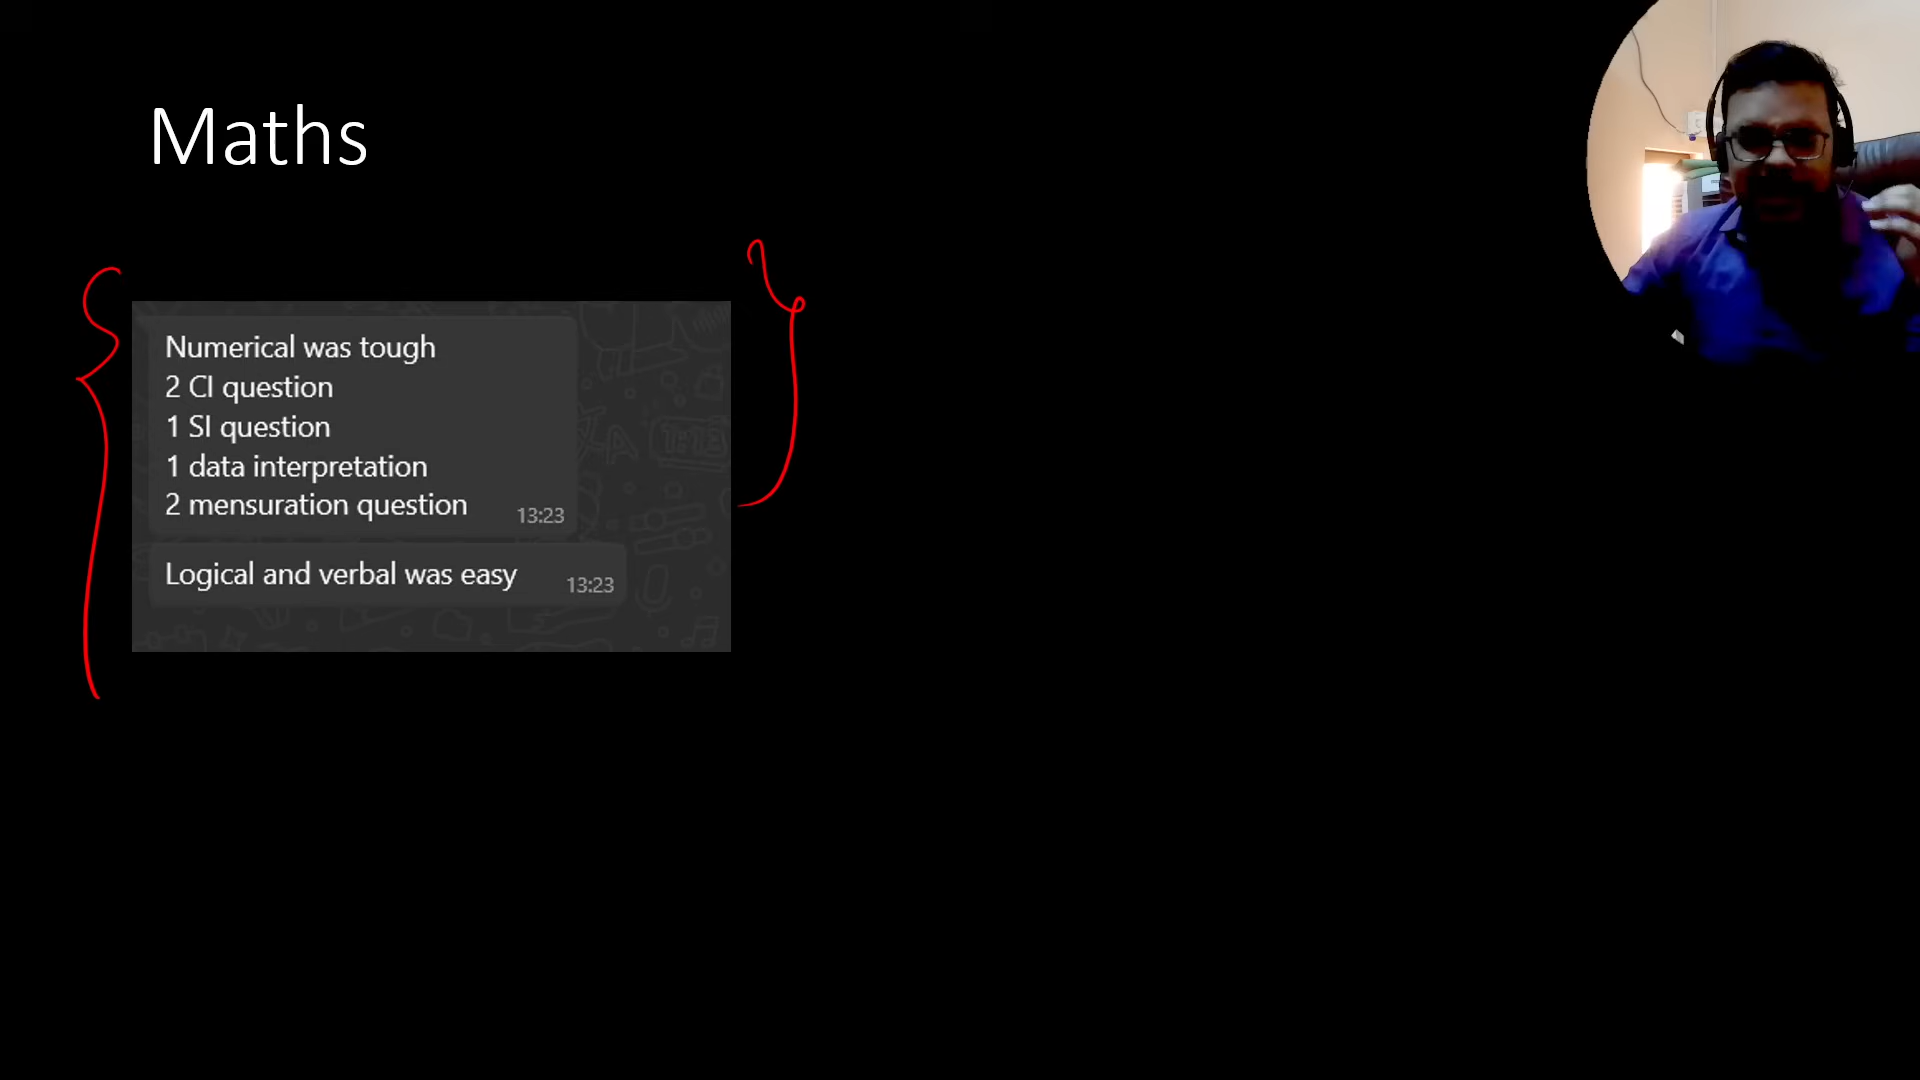 Maths
Numerical was tough
2 CI question
1 SI question
1 data interpretation
2 mensuration question
13:23
Logical and verbal was easy
13:23